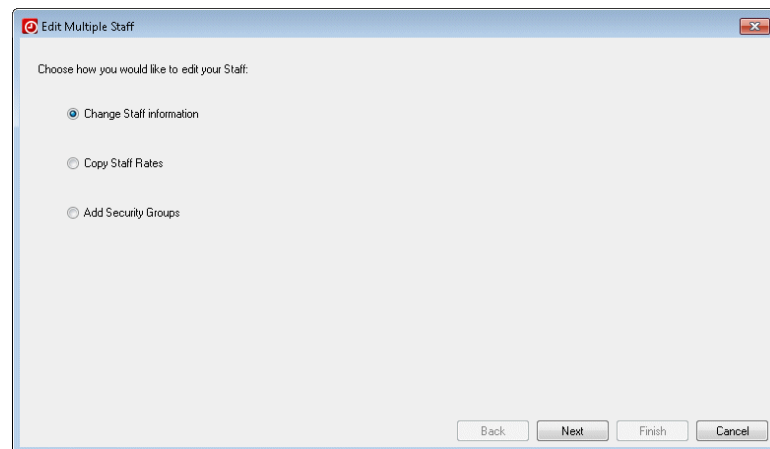 Edit Multiple Staff
Choose how you would like to edit your Staff:
Change Staff information
Copy Staff Rates
Add Security Groups
Back Next Finish Cancel